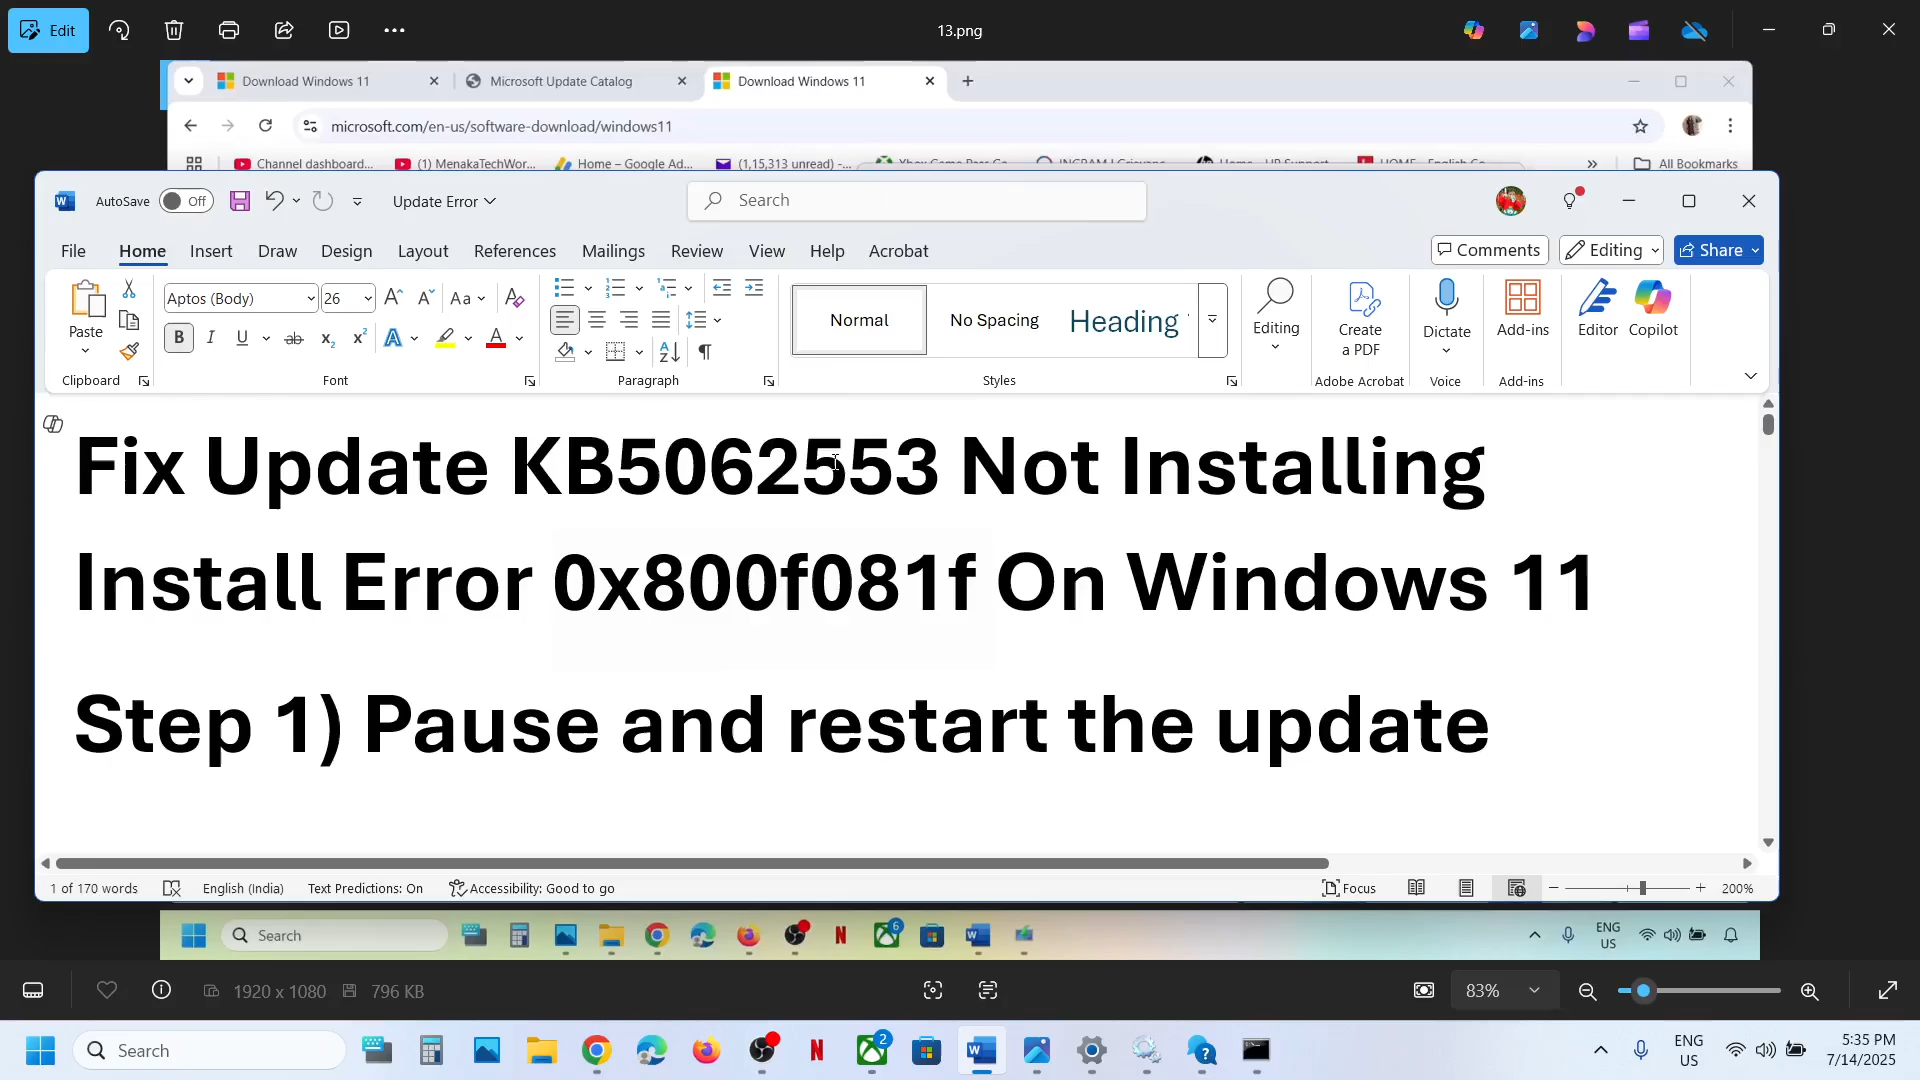 Edit
13.png
Download Windows 11
Microsoft Update Catalog
Download Windows 11
microsoft.com/en-us/software-download/windows11
Channel dashboard...
(1) MenakaTechWor...
Home – Google Ad...
(1,15,313 unread) -...
All Bookmarks
AutoSave
Off
Update Error
Search
File
Home
Insert
Draw
Design
Layout
References
Mailings
Review
View
Help
Acrobat
Comments
Editing
Share
Paste
Aptos (Body)
26
Normal
No Spacing
Heading
Editing
Create
a PDF
Dictate
Add-ins
Editor
Copilot
Clipboard
Font
Paragraph
Styles
Adobe Acrobat
Voice
Add-ins
Fix Update KB5062553 Not Installing
Install Error 0x800f081f On Windows 11
Step 1) Pause and restart the update
1 of 170 words
English (India)
Text Predictions: On
Accessibility: Good to go
Focus
200%
Search
6
ENG
US
1920 x 1080
796 KB
83%
Search
2
ENG
US
5:35 PM
7/14/2025